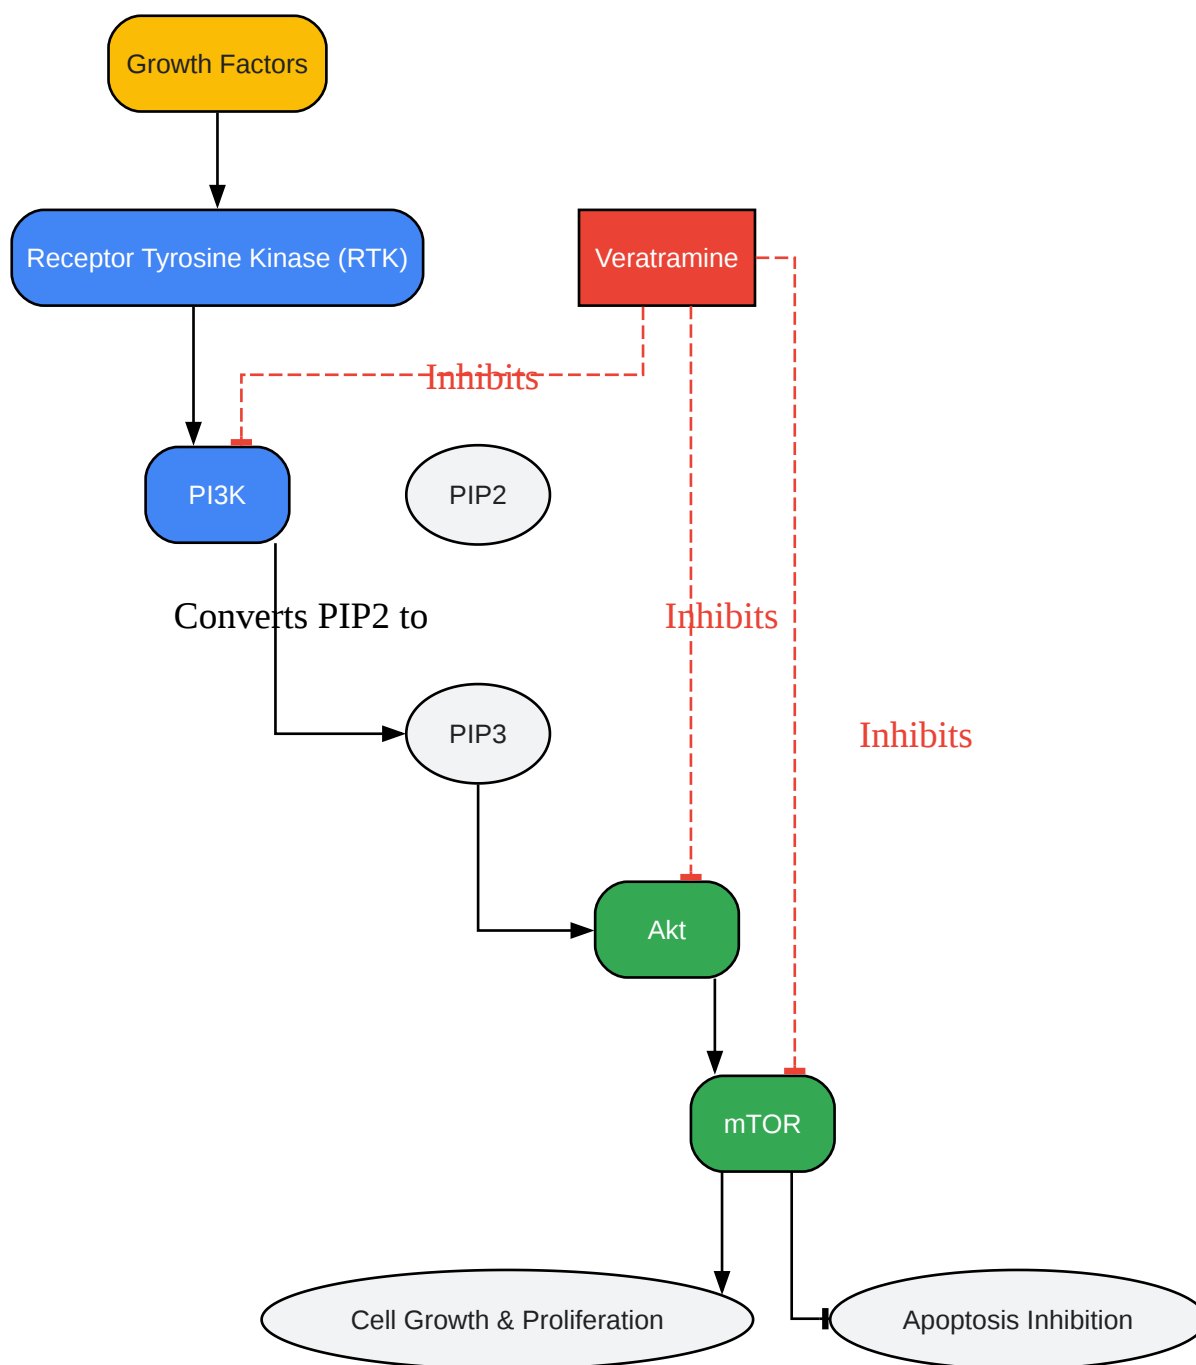 Growth Factors
Receptor Tyrosine Kinase (RTK)
Veratramine
Inhibits
PI3K
PIP2
Converts PIP2 to
Inhibits
PIP3
Inhibits
Akt
mTOR
Cell Growth & Proliferation
Apoptosis Inhibition